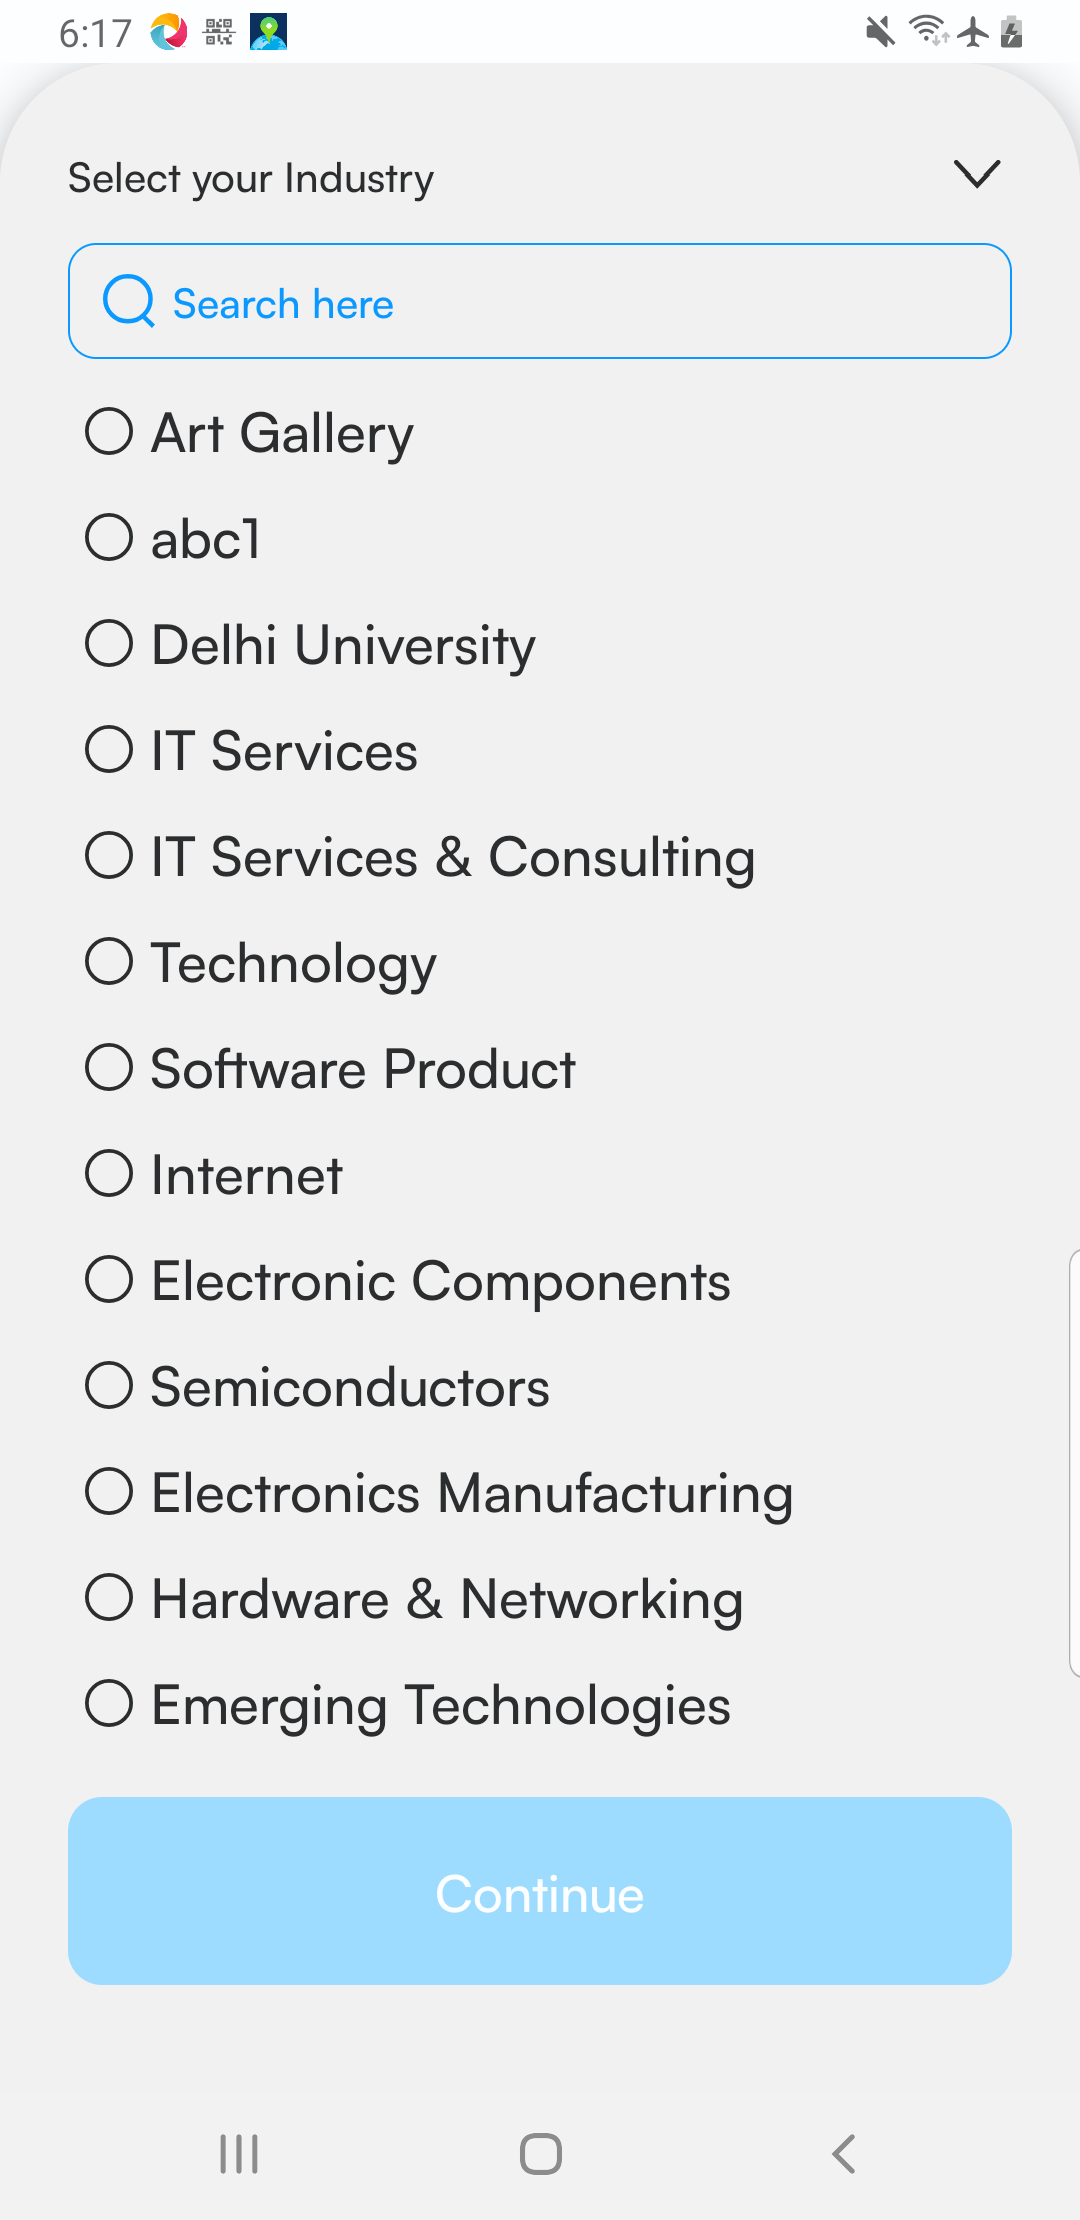 6:17
Select your Industry
Search here
Art Gallery
abc1
Delhi University
IT Services
IT Services & Consulting
Technology
Software Product
Internet
Electronic Components
Semiconductors
Electronics Manufacturing
Hardware & Networking
Emerging Technologies
Continue